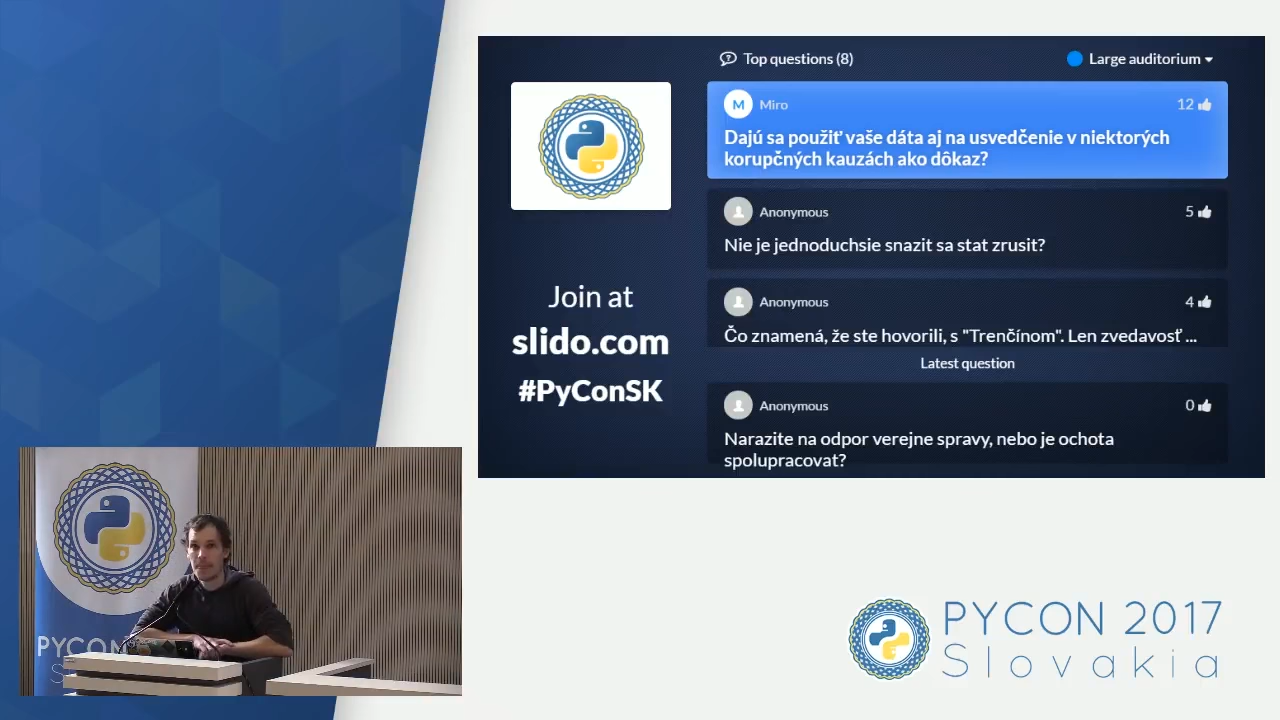 Top questions (8)
Large auditorium
M
Miro
12
Dajú sa použiť vaše dáta aj na usvedčenie v niektorých
korupčných kauzách ako dôkaz?
Anonymous
5
Nie je jednoduchsie snazit sa stat zrusit?
Anonymous
4
Čo znamená, že ste hovorili, s "Trenčínom". Len zvedavosť ...
Latest question
Anonymous
0
Narazite na odpor verejne spravy, nebo je ochota
spolupracovat?
Join at
slido.com
#PyConSK
PYCON
S
PYCON 2017
Slovakia